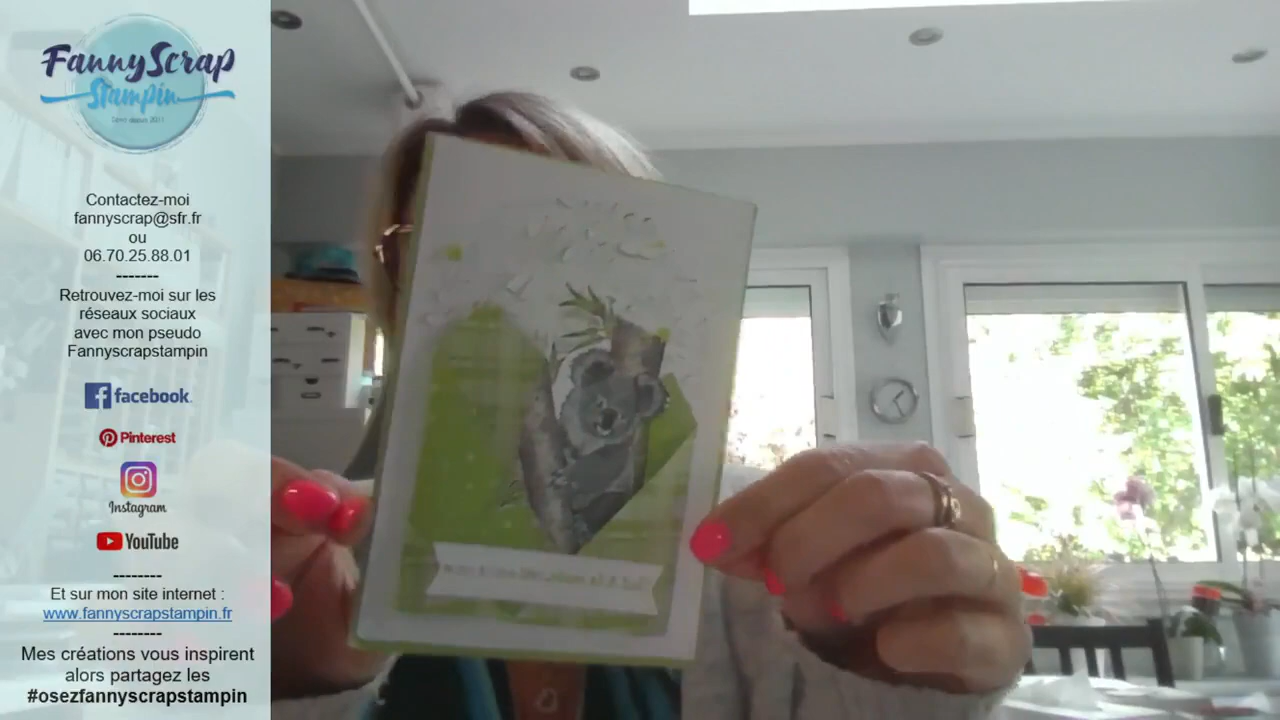 FannyScrap
Stampin
Contactez-moi
fannyscrap@sfr.fr
ou
06.70.25.88.01
-------
Retrouvez-moi sur les
réseaux sociaux
avec mon pseudo
Fannyscrapstampin
facebook.
Pinterest
Instagram
YouTube
--------
Et sur mon site internet :
www.fannyscrapstampin.fr
--------
Mes créations vous inspirent
alors partagez les
#osezfannyscrapstampin